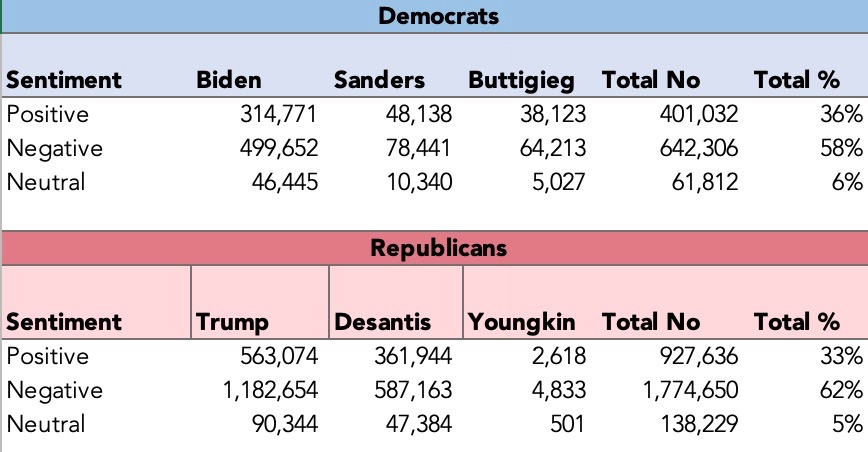 Democrats
Sentiment Biden Sanders Buttigieg Total No Total %
Positive 314,771 48,138 38,123 401,032 36%
Negative 499,652 78,441 64,213 642,306 58%
Neutral 46,445 10,340 5,027 61,812 6%
Republicans
Sentiment Trump Desantis Youngkin Total No Total %
Positive 563,074 361,944 2,618 927,636 33%
Negative 1,182,654 587,163 4,833 1,774,650 62%
Neutral 90,344 47,384 501 138,229 5%